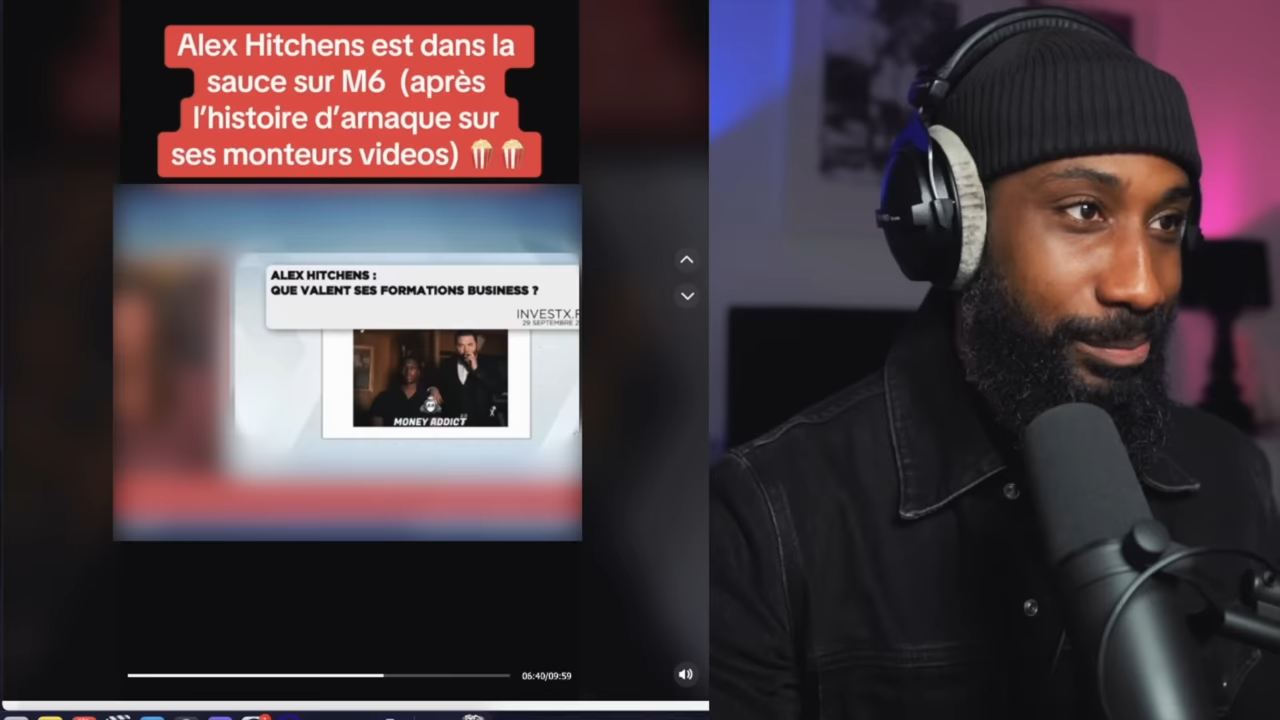 Alex Hitchens est dans la
sauce sur M6 (après
l’histoire d’arnaque sur
ses monteurs videos) 🍿🍿
ALEX HITCHENS :
QUE VALENT SES FORMATIONS BUSINESS ?
INVESTX.F
29 SEPTEMBRE 2
MONEY ADDICT
06:40/09:59